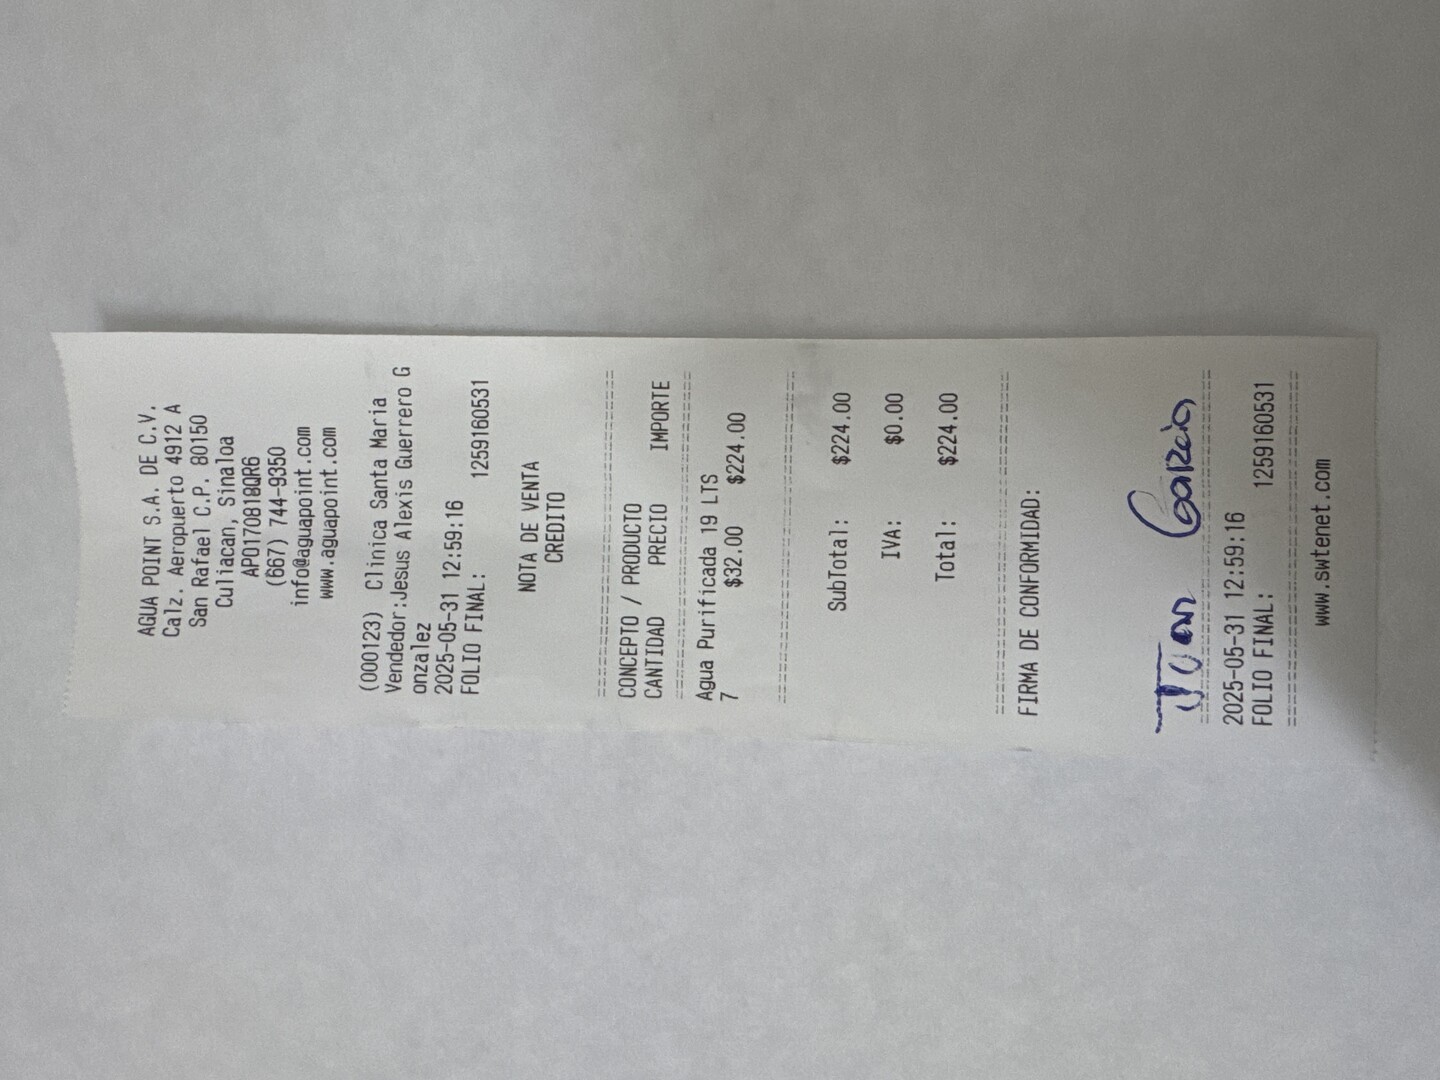 AGUA POINT S.A. DE C.V.
Calz. Aeropuerto 4912 A
San Rafael C.P. 80150
Culiacan, Sinaloa
APO170818QR6
(667) 744-9350
info@aguapoint.com
www.aguapoint.com
(000123) Clinica Santa Maria
Vendedor:Jesus Alexis Guerrero G
onzalez
2025-05-31 12:59:16
FOLIO FINAL: 1259160531
NOTA DE VENTA
CREDITO
CONCEPTO / PRODUCTO
CANTIDAD PRECIO IMPORTE
Agua Purificada 19 LTS
7 $32.00 $224.00
SubTotal: $224.00
IVA: $0.00
Total: $224.00
FIRMA DE CONFORMIDAD:
Juan Garcia
2025-05-31 12:59:16
FOLIO FINAL: 1259160531
www.swtenet.com